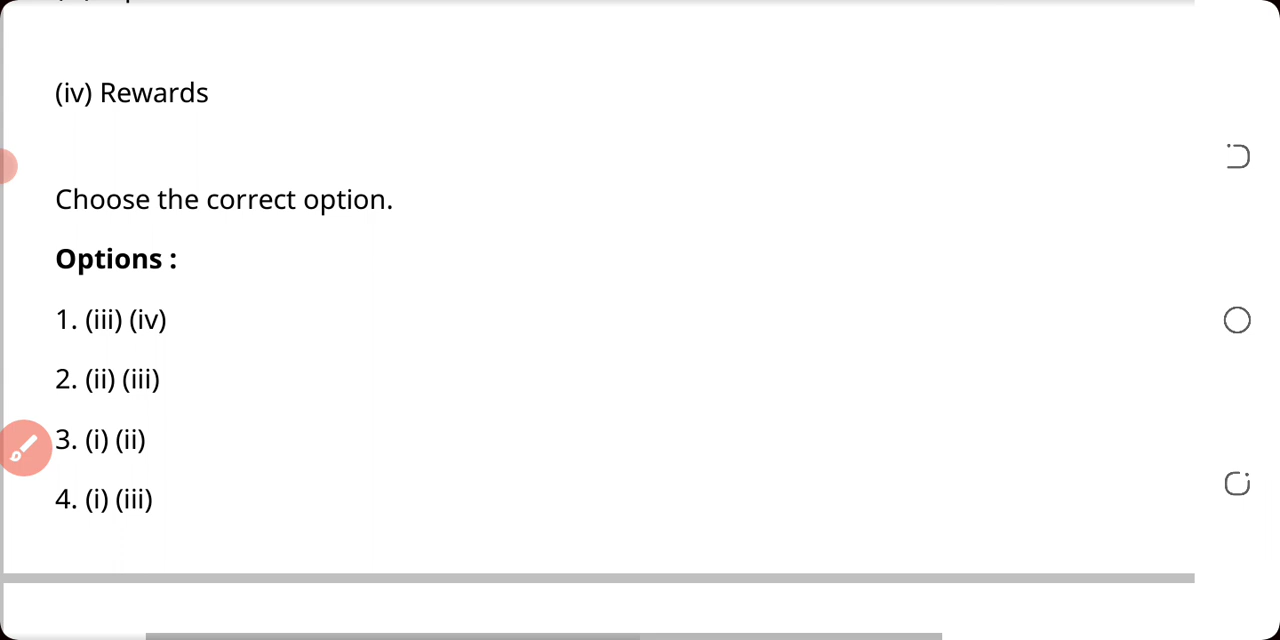 (iv) Rewards
Choose the correct option.
Options :
1. (iii) (iv)
2. (ii) (iii)
3. (i) (ii)
4. (i) (iii)